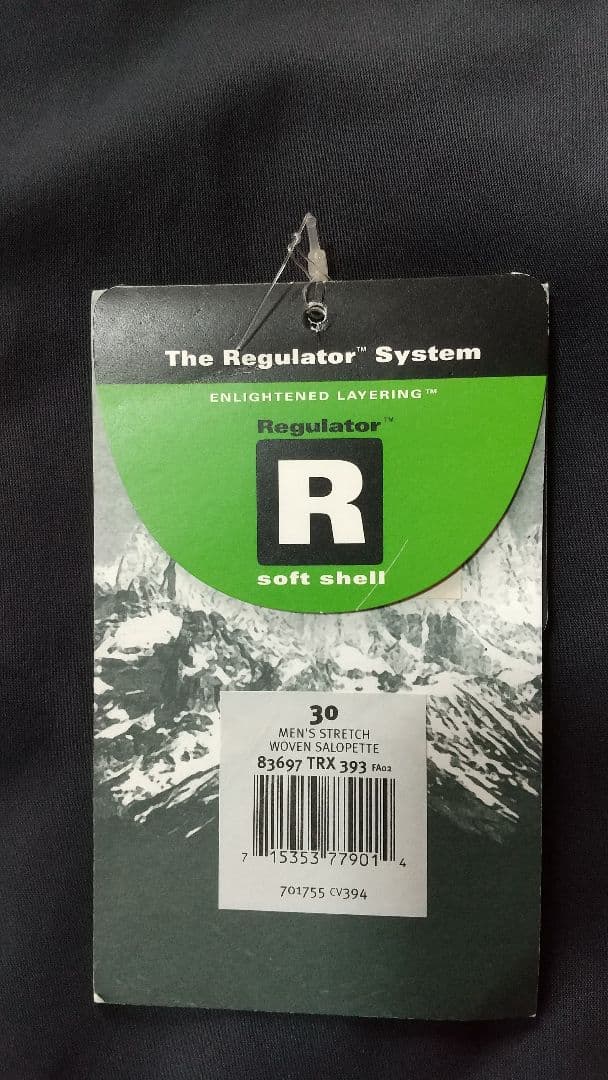 The Regulator™ System
ENLIGHTENED LAYERING™
Regulator™
R
soft shell
30
MEN'S STRETCH
WOVEN SALOPETTE
83697 TRX 393 FA02
7 15353 77901 4
701755 CV394